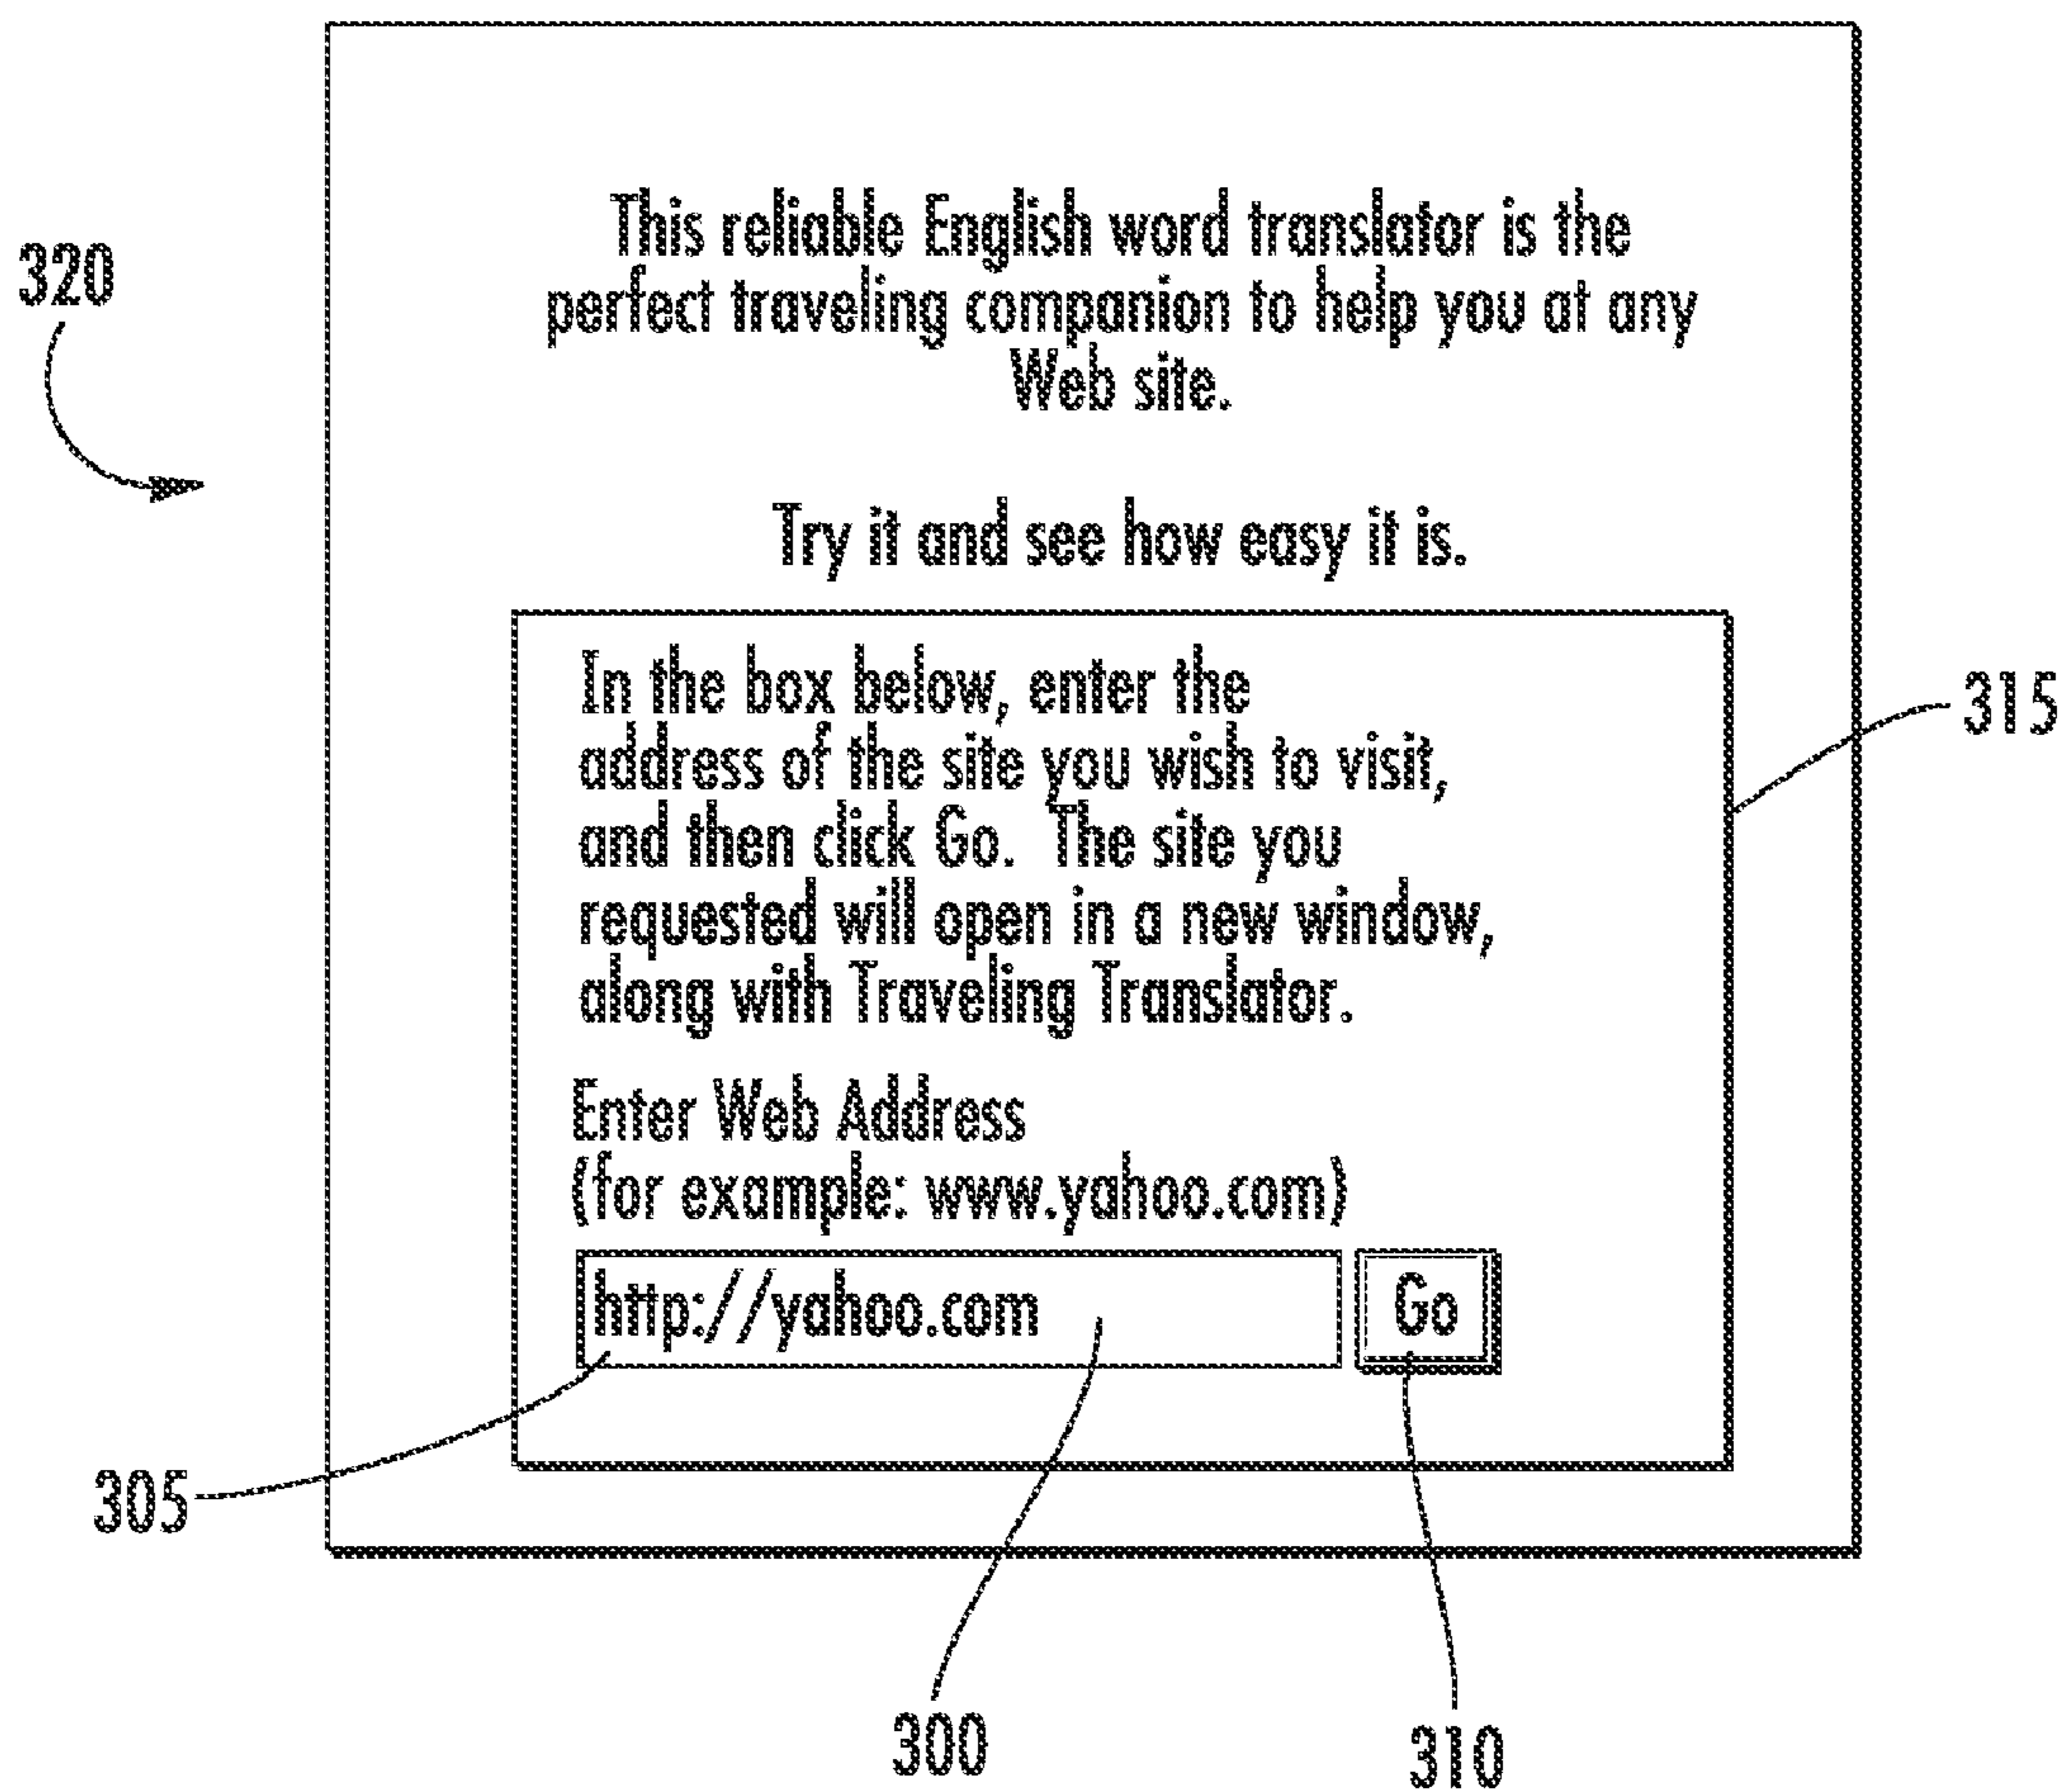 This reliable English word translator is the
perfect traveling companion to help you at any
Web site.
320
Try it and see how easy it is.
In the box below, enter the
address of the site you wish to visit,
and then click Go. The site you
requested will open in a new window,
along with Traveling Translator.
315
Enter Web Address
(for example: www.yahoo.com)
http://yahoo.com
Go
305
300
310